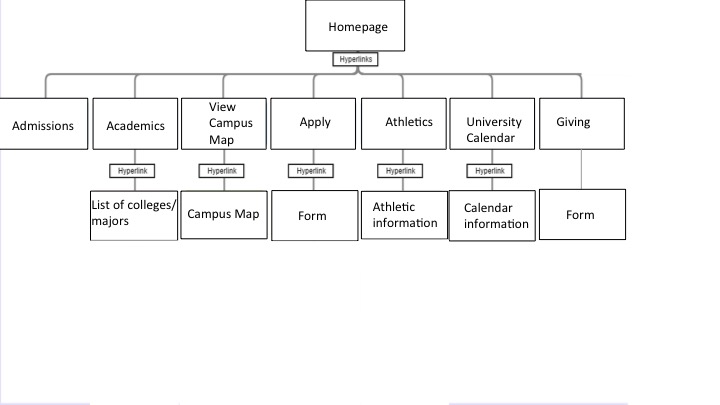 Homepage
Hyperlinks
Admissions
Academics
View
Campus
Map
Apply
Athletics
University
Calendar
Giving
Hyperlink
Hyperlink
Hyperlink
Hyperlink
Hyperlink
List of colleges/
majors
Campus Map
Form
Athletic
information
Calendar
information
Form